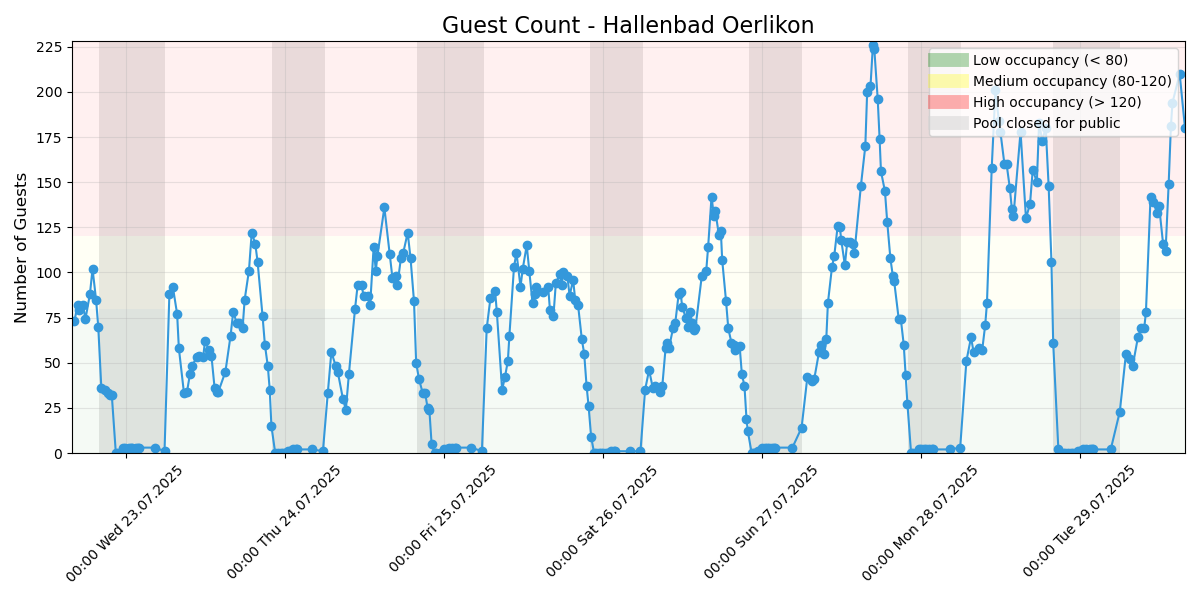 Guest Count - Hallenbad Oerlikon
Number of Guests
225
200
175
150
125
100
75
50
25
0
Low occupancy (< 80)
Medium occupancy (80-120)
High occupancy (> 120)
Pool closed for public
00:00 Wed 23.07.2025
00:00 Thu 24.07.2025
00:00 Fri 25.07.2025
00:00 Sat 26.07.2025
00:00 Sun 27.07.2025
00:00 Mon 28.07.2025
00:00 Tue 29.07.2025